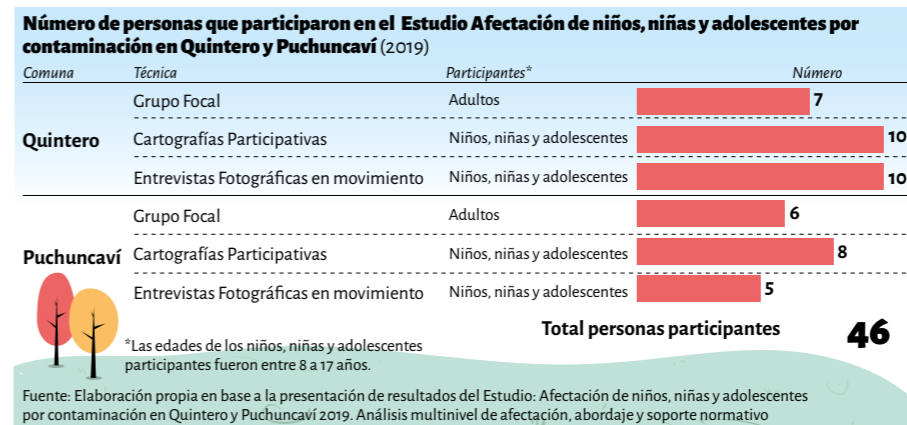 Número de personas que participaron en el Estudio Afectación de niños, niñas y adolescentes por
contaminación en Quintero y Puchuncaví (2019)
Comuna Técnica Participantes* Número
Grupo Focal Adultos 7
Quintero Cartografías Participativas Niños, niñas y adolescentes 10
Entrevistas Fotográficas en movimiento Niños, niñas y adolescentes 10
Grupo Focal Adultos 6
Puchuncaví Cartografías Participativas Niños, niñas y adolescentes 8
Entrevistas Fotográficas en movimiento Niños, niñas y adolescentes 5
Total personas participantes 46
*Las edades de los niños, niñas y adolescentes
participantes fueron entre 8 a 17 años.
Fuente: Elaboración propia en base a la presentación de resultados del Estudio: Afectación de niños, niñas y adolescentes
por contaminación en Quintero y Puchuncaví 2019. Análisis multinivel de afectación, abordaje y soporte normativo